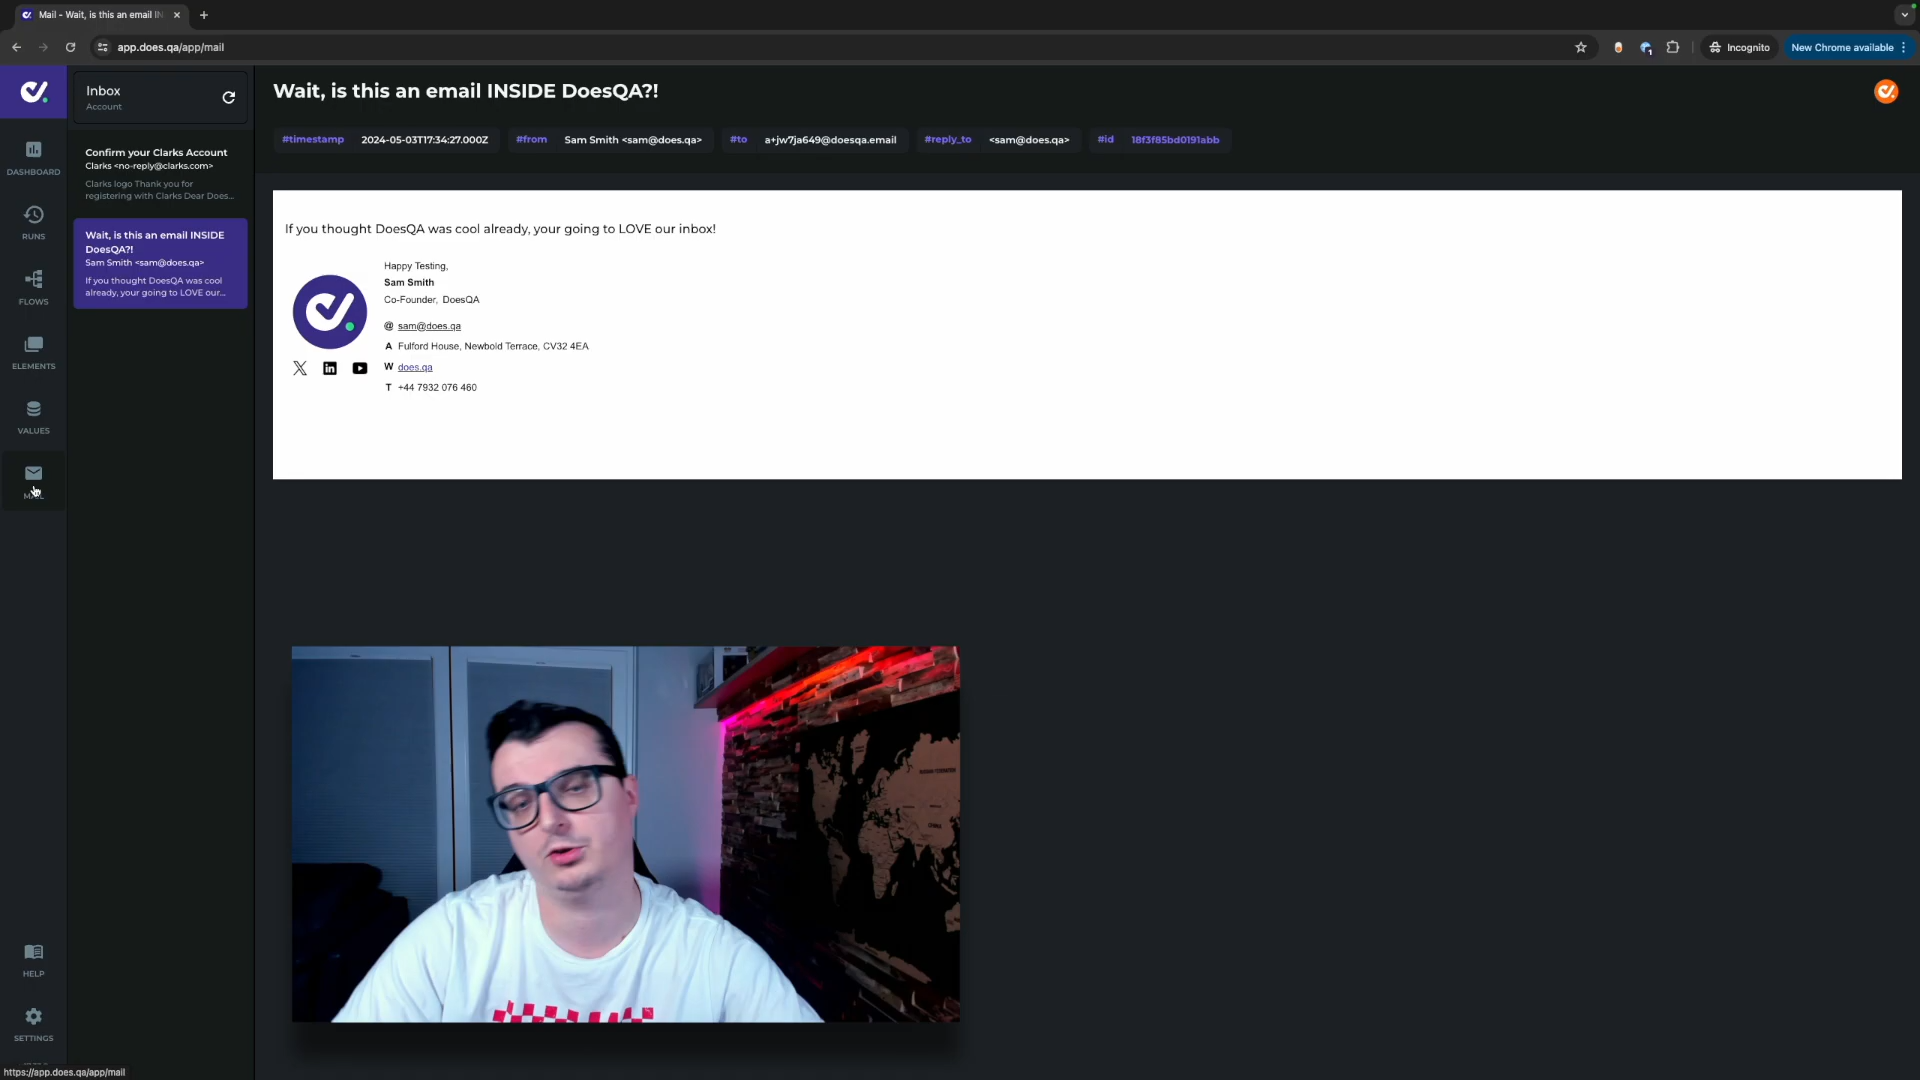 Mail - Wait, is this an email IN
app.does.qa/app/mail
Incognito
New Chrome available
Inbox
Account
Wait, is this an email INSIDE DoesQA?!
#timestamp 2024-05-03T17:34:27.000Z #from Sam Smith <sam@does.qa> #to a+jw7ja649@doesqa.email #reply_to <sam@does.qa> #id 18f3f85bd0191abb
DASHBOARD
RUNS
FLOWS
ELEMENTS
VALUES
HELP
SETTINGS
Confirm your Clarks Account
Clarks <no-reply@clarks.com>
Clarks logo Thank you for
registering with Clarks Dear Does...
Wait, is this an email INSIDE
DoesQA?!
Sam Smith <sam@does.qa>
If you thought DoesQA was cool
already, your going to LOVE our...
If you thought DoesQA was cool already, your going to LOVE our inbox!
Happy Testing,
Sam Smith
Co-Founder, DoesQA
@ sam@does.qa
A Fulford House, Newbold Terrace, CV32 4EA
W does.qa
T +44 7932 076 460
https://app.does.qa/app/mail